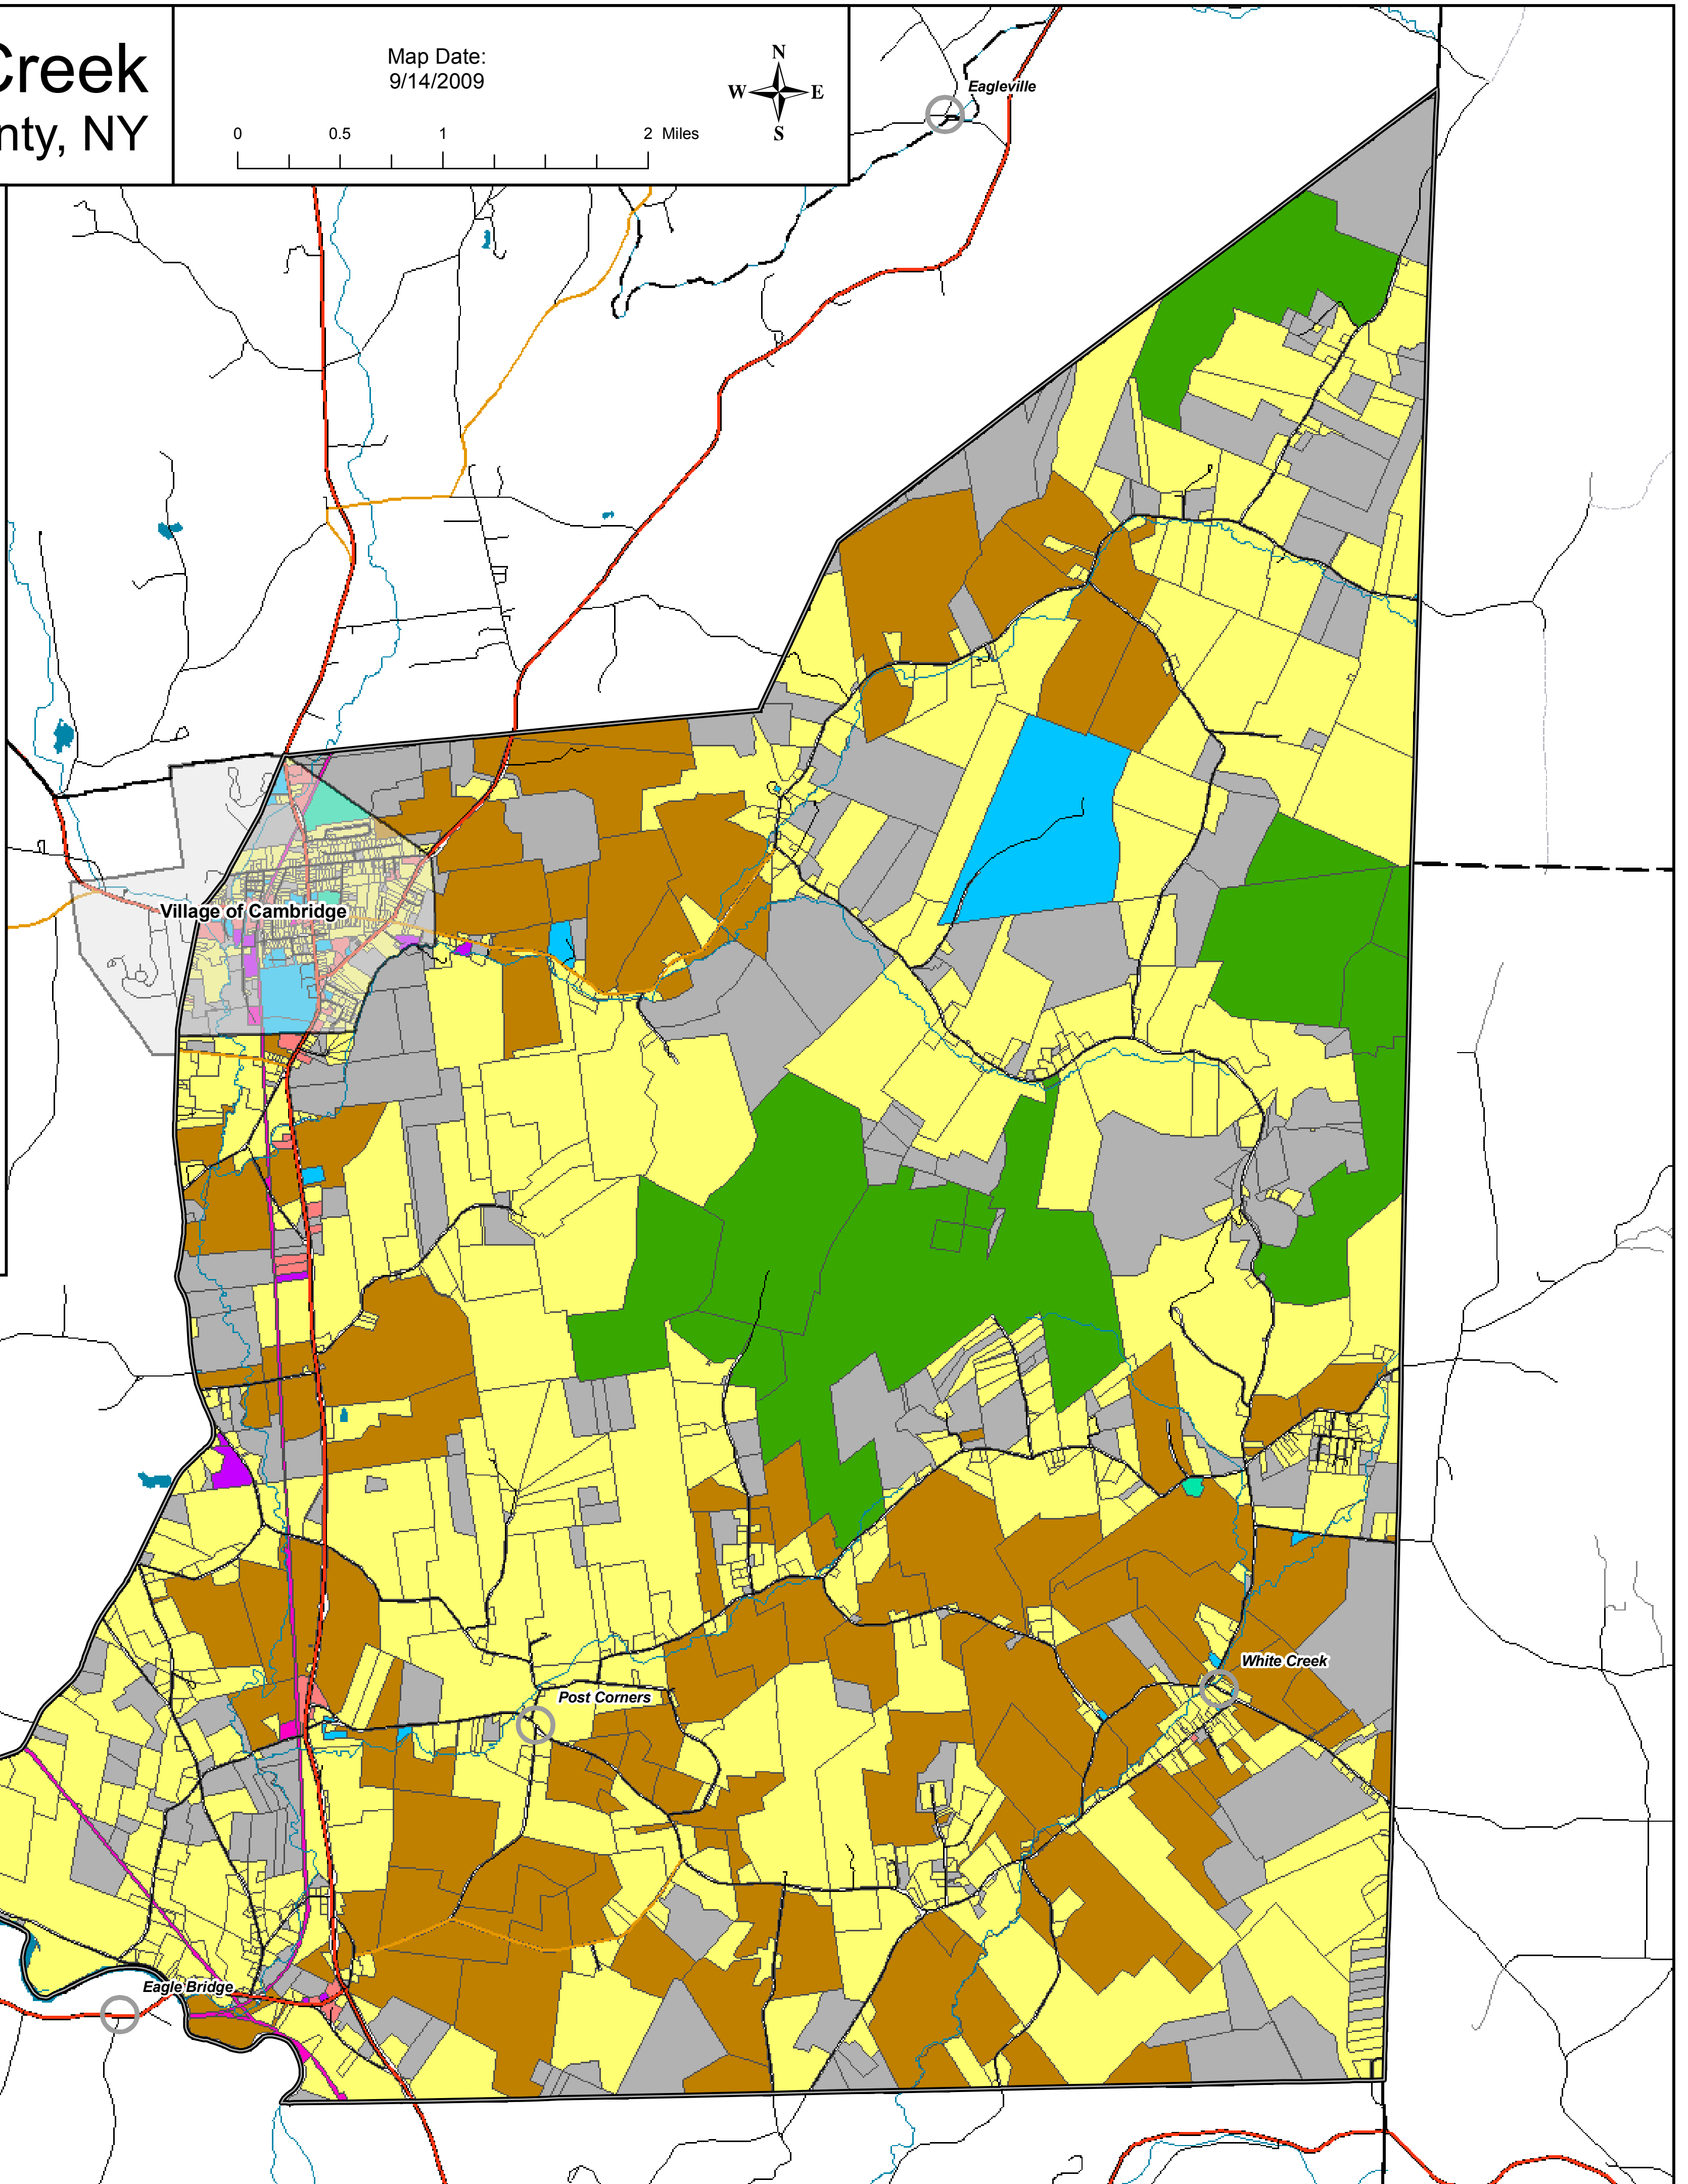 Creek
nty, NY
Map Date:
9/14/2009
N
W E
S
0 0.5 1 2 Miles
Eagleville
Village of Cambridge
White Creek
Post Corners
Eagle Bridge